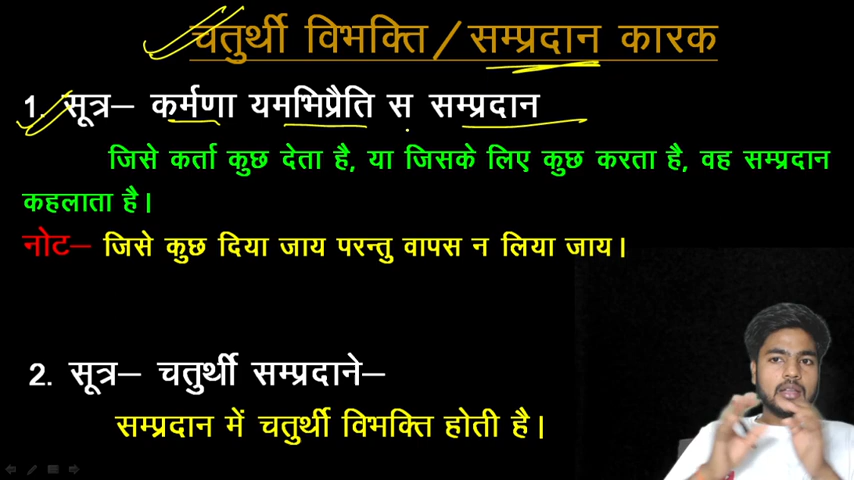 चतुर्थी विभक्ति/सम्प्रदान कारक
1. सूत्र– कर्मणा यमभिप्रैति स सम्प्रदान
जिसे कर्ता कुछ देता है, या जिसके लिए कुछ करता है, वह सम्प्रदान
कहलाता है।
नोट– जिसे कुछ दिया जाय परन्तु वापस न लिया जाय।
2. सूत्र– चतुर्थी सम्प्रदाने–
सम्प्रदान में चतुर्थी विभक्ति होती है।